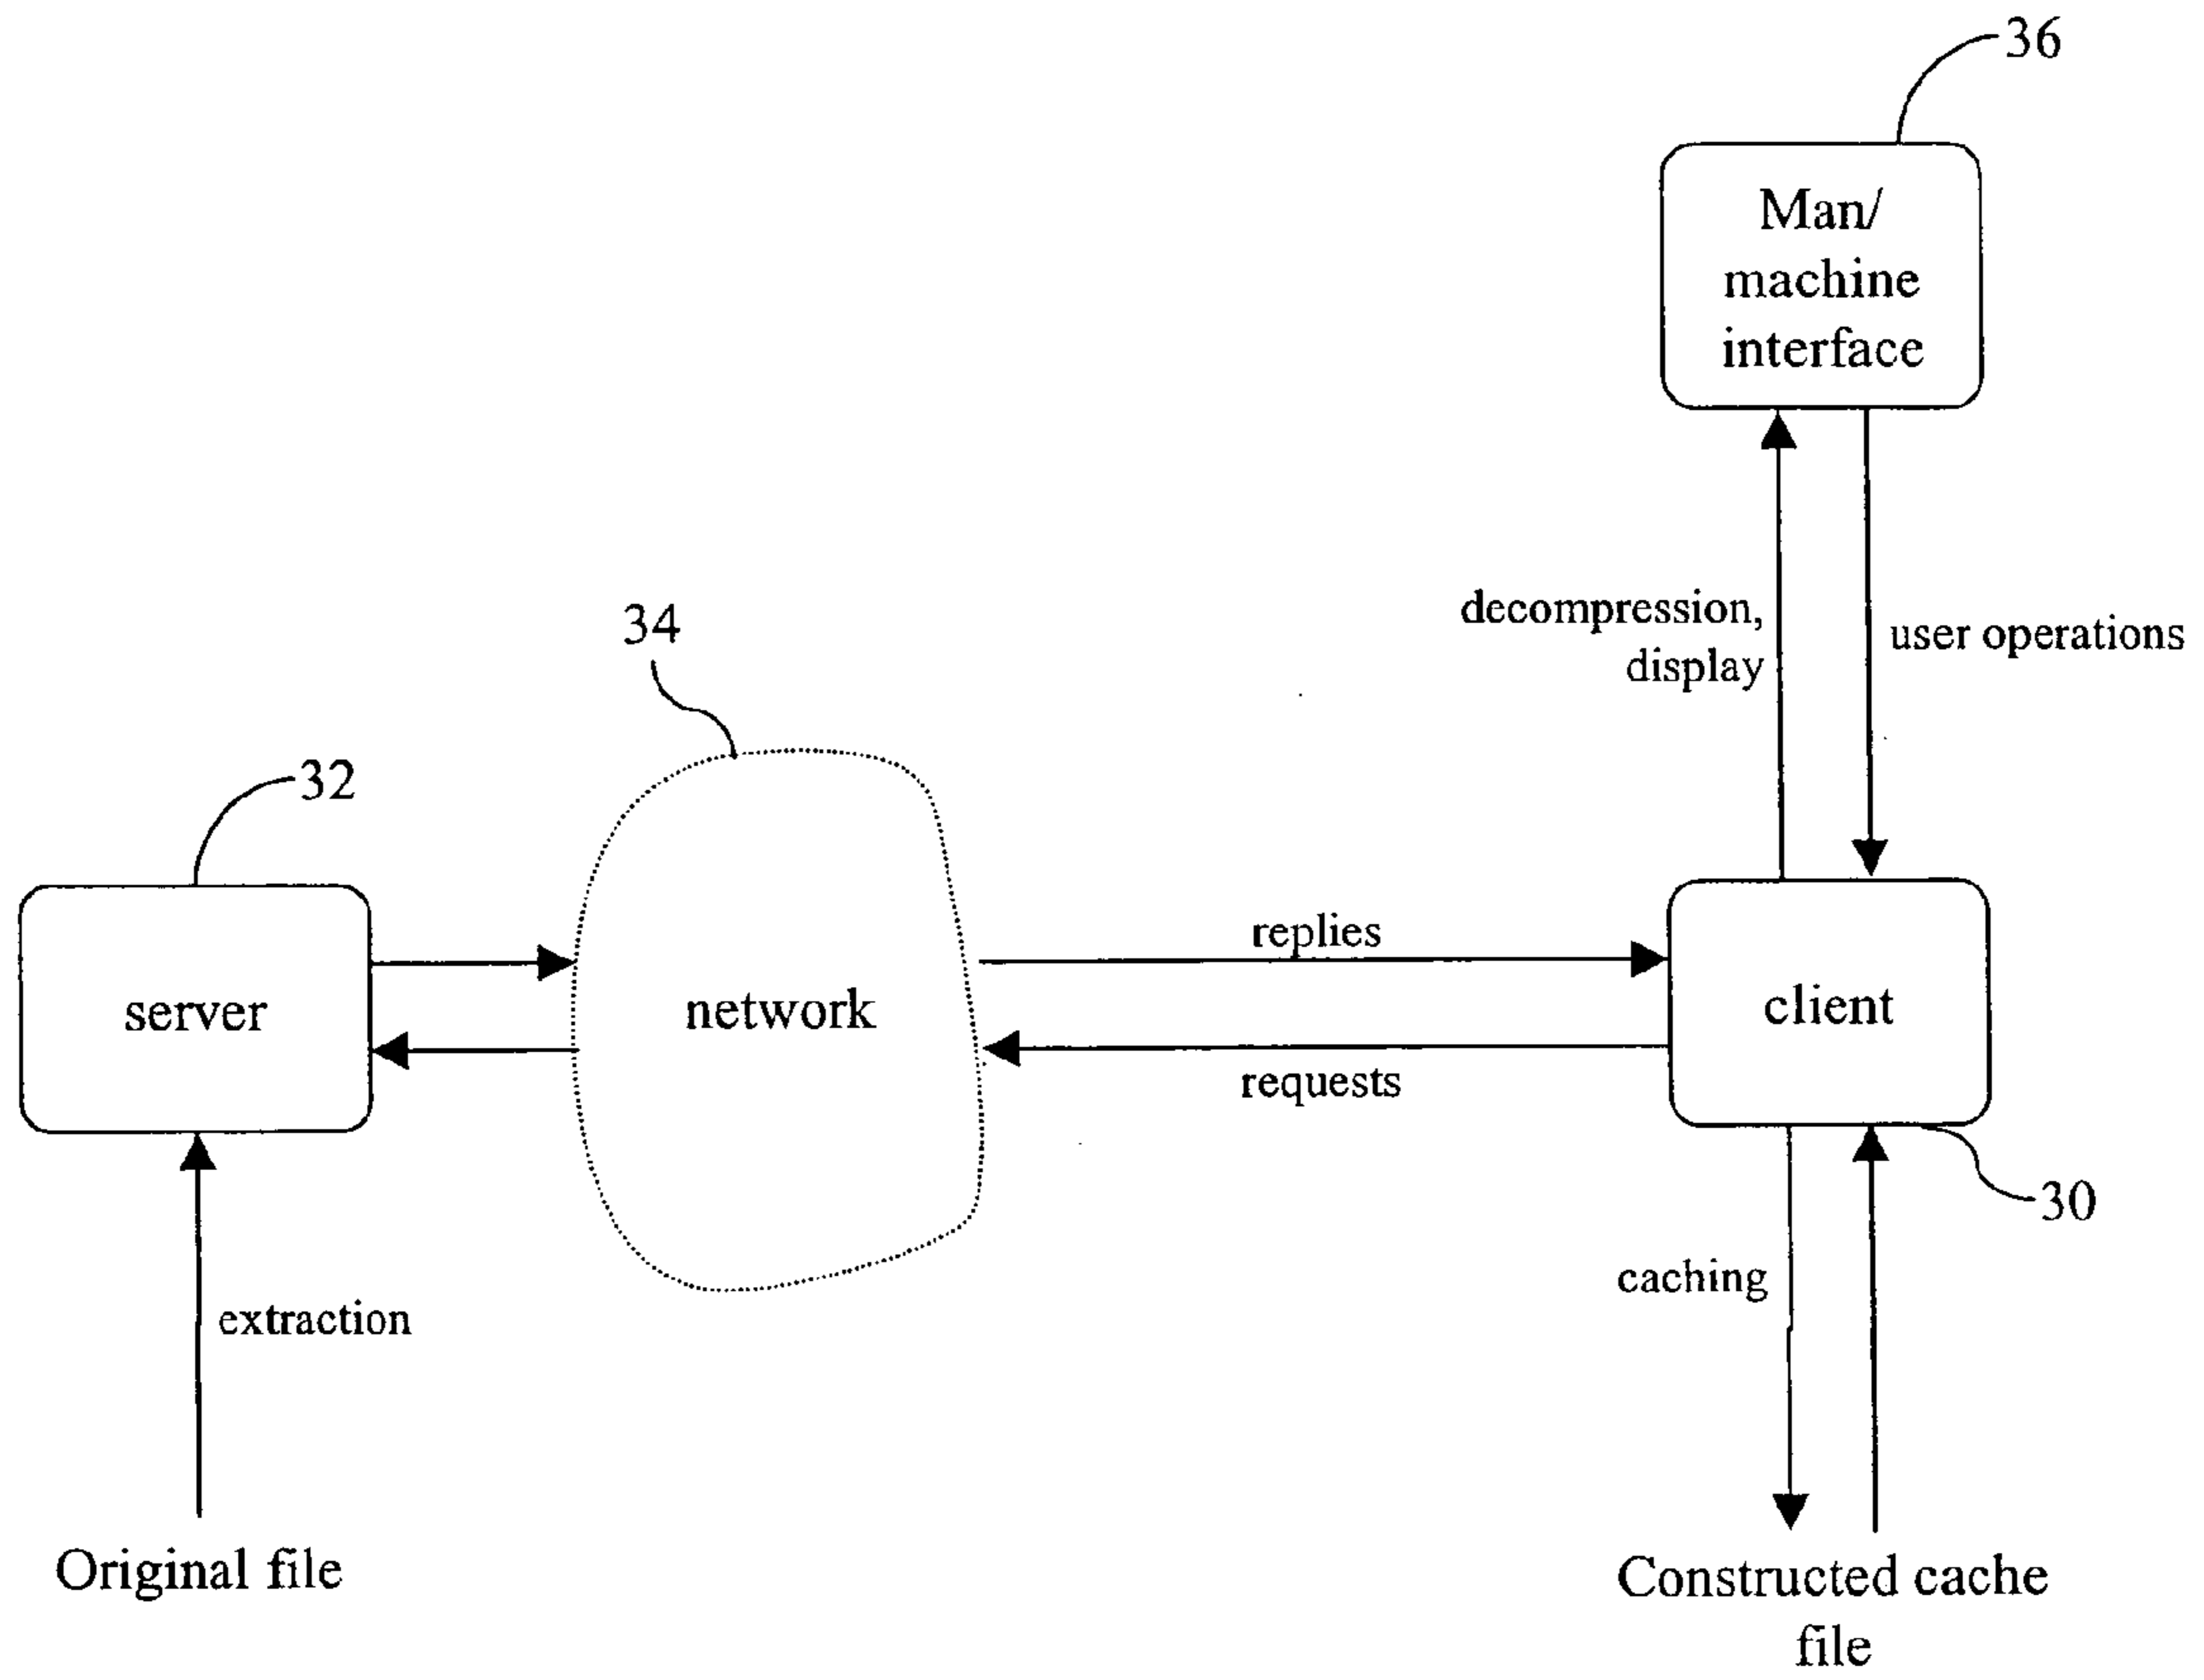 36
Man/
machine
interface
decompression,
display
user operations
34
32
server
network
replies
requests
client
30
extraction
caching
Original file
Constructed cache
file